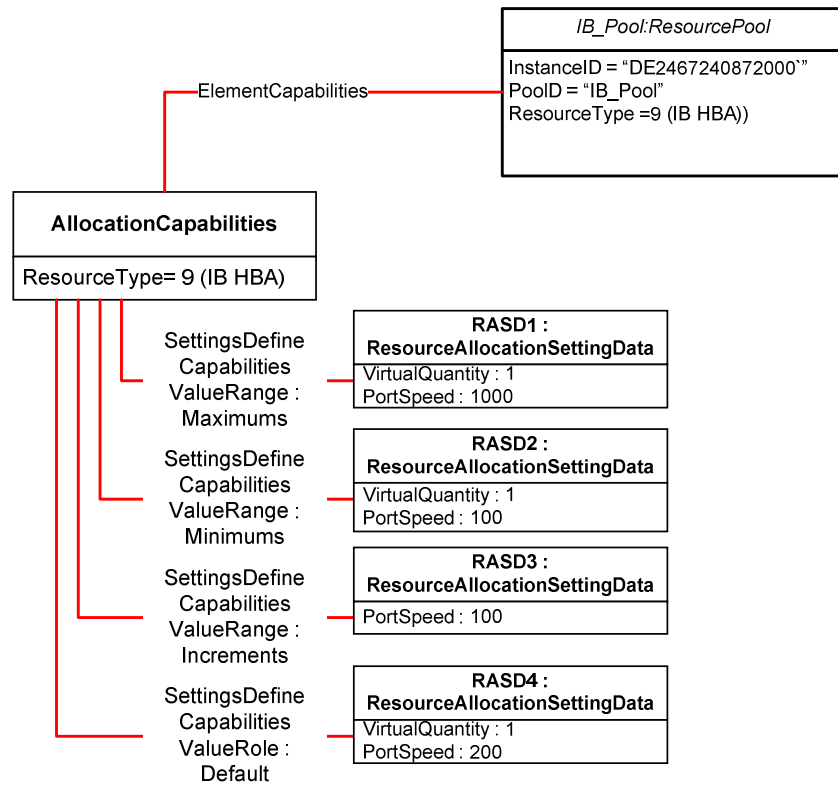 IB_Pool:ResourcePool
InstanceID = “DE2467240872000`”
PoolD = “IB_Pool”
ResourceType =9 (IB HBA))
ElementCapabilities
AllocationCapabilities
ResourceType= 9 (IB HBA)
SettingsDefine
Capabilities
ValueRange :
Maximums
RASD1 :
ResourceAllocationSettingData
VirtualQuantity : 1
PortSpeed : 1000
SettingsDefine
Capabilities
ValueRange :
Minimums
RASD2 :
ResourceAllocationSettingData
VirtualQuantity : 1
PortSpeed : 100
SettingsDefine
Capabilities
ValueRange :
Increments
RASD3 :
ResourceAllocationSettingData
PortSpeed : 100
SettingsDefine
Capabilities
ValueRole :
Default
RASD4 :
ResourceAllocationSettingData
VirtualQuantity : 1
PortSpeed : 200